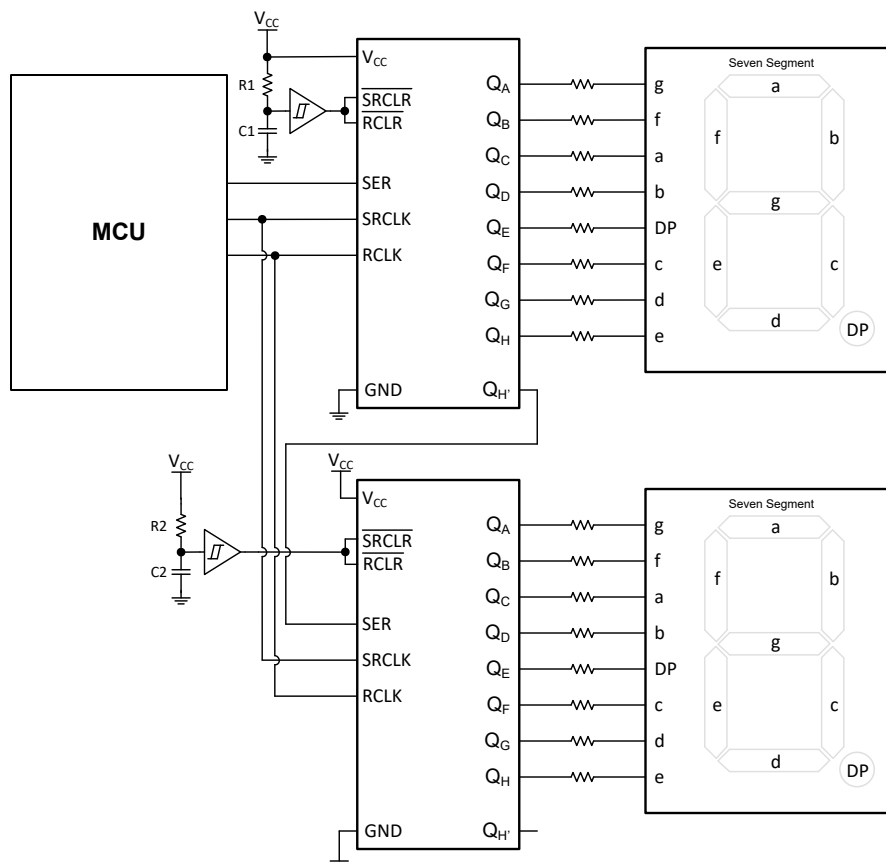 VCC
VCC
R1
C1
SRCLR
RCLR
SER
SRCLK
RCLK
GND
QA
QB
QC
QD
QE
QF
QG
QH
QH'
MCU
g
f
a
b
DP
c
d
e
Seven Segment
a
f
b
g
e
c
d
DP
VCC
R2
C2
VCC
VCC
SRCLR
RCLR
SER
SRCLK
RCLK
GND
QA
QB
QC
QD
QE
QF
QG
QH
QH'
g
f
a
b
DP
c
d
e
Seven Segment
a
f
b
g
e
c
d
DP